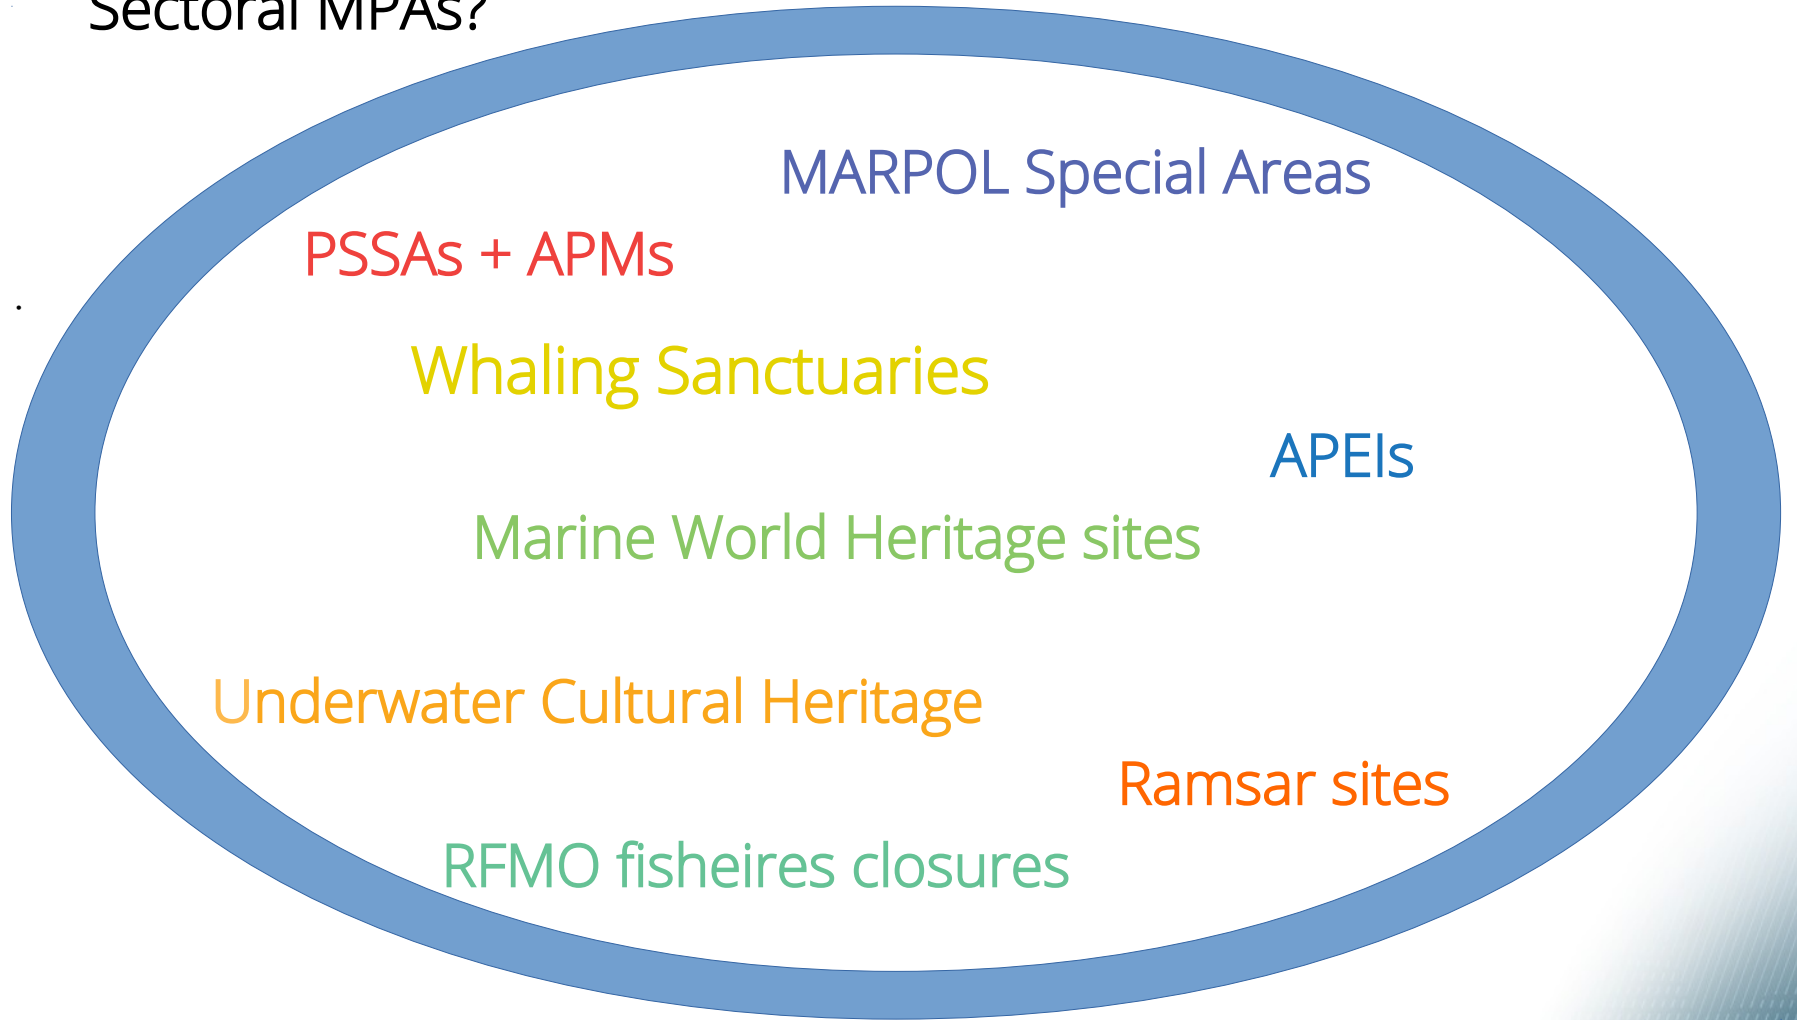 Sectoral MPAs?
MARPOL Special Areas
PSSAs + APMs
.
Whaling Sanctuaries
APEIs
Marine World Heritage sites
Underwater Cultural Heritage
Ramsar sites
RFMO fisheires closures